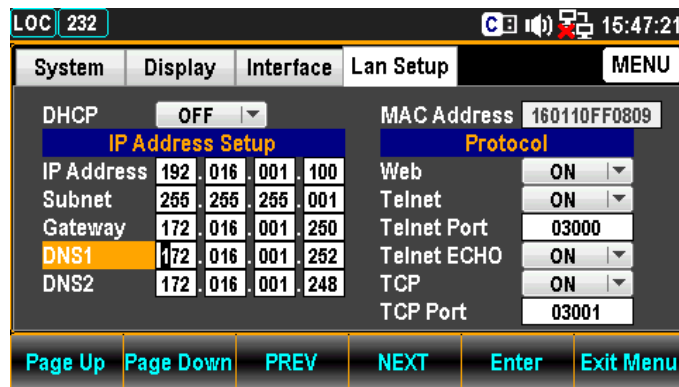 LOC 232 C 15:47:21
System Display Interface Lan Setup MENU
DHCP OFF MAC Address 160110FF0809
IP Address Setup Protocol
IP Address 192 . 016 . 001 . 100 Web ON
Subnet 255 . 255 . 255 . 001 Telnet ON
Gateway 172 . 016 . 001 . 250 Telnet Port 03000
DNS1 172 . 016 . 001 . 252 Telnet ECHO ON
DNS2 172 . 016 . 001 . 248 TCP ON
TCP Port 03001
Page Up Page Down PREV NEXT Enter Exit Menu